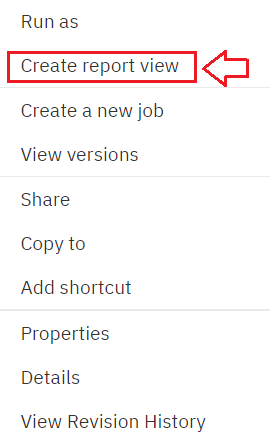 Run as
Create report view
Create a new job
View versions
Share
Copy to
Add shortcut
Properties
Details
View Revision History